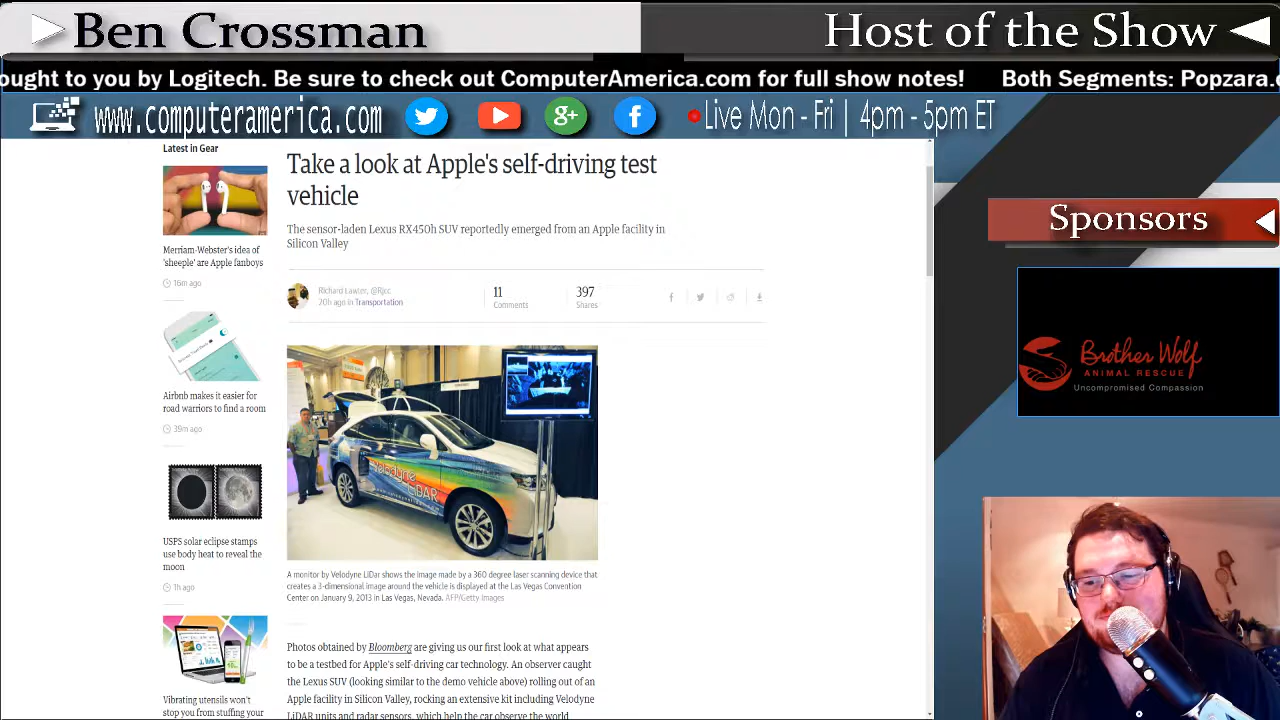 Ben Crossman
Host of the Show
ought to you by Logitech. Be sure to check out ComputerAmerica.com for full show notes! Both Segments: Popzara.c
www.computeramerica.com
Live Mon - Fri | 4pm - 5pm ET
Latest in Gear
Merriam-Webster's idea of
'sheeple' are Apple fanboys
16m ago
Airbnb makes it easier for
road warriors to find a room
39m ago
USPS solar eclipse stamps
use body heat to reveal the
moon
1h ago
Vibrating utensils won't
stop you from stuffing your
Take a look at Apple's self-driving test
vehicle
The sensor-laden Lexus RX450h SUV reportedly emerged from an Apple facility in
Silicon Valley
Richard Lawler, @Rjcc
20h ago in Transportation
11
Comments
397
Shares
Velodyne
LiDAR
A monitor by Velodyne LiDar shows the image made by a 360 degree laser scanning device that
creates a 3-dimensional image around the vehicle is displayed at the Las Vegas Convention
Center on January 9, 2013 in Las Vegas, Nevada. AFP/Getty Images
Photos obtained by Bloomberg are giving us our first look at what appears
to be a testbed for Apple's self-driving car technology. An observer caught
the Lexus SUV (looking similar to the demo vehicle above) rolling out of an
Apple facility in Silicon Valley, rocking an extensive kit including Velodyne
LiDAR units and radar sensors, which help the car observe the world
Sponsors
Brother Wolf
ANIMAL RESCUE
Uncompromised Compassion